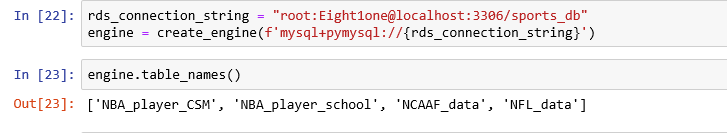 In [22]: rds_connection_string = "root:Eight1one@localhost:3306/sports_db"
engine = create_engine(f'mysql+pymysql://{rds_connection_string}')
In [23]: engine.table_names()
Out[23]: ['NBA_player_CSM', 'NBA_player_school', 'NCAAF_data', 'NFL_data']